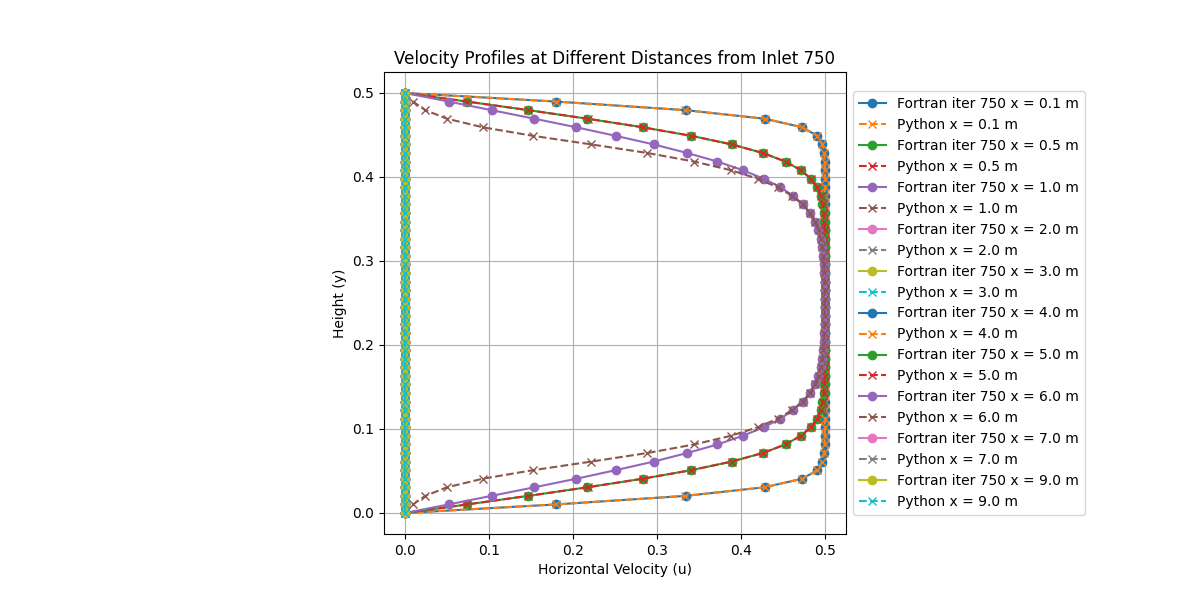 Velocity Profiles at Different Distances from Inlet 750
0.5
0.4
0.3
0.2
0.1
0.0
Height (y)
0.0 0.1 0.2 0.3 0.4 0.5
Horizontal Velocity (u)
Fortran iter 750 x = 0.1 m
Python x = 0.1 m
Fortran iter 750 x = 0.5 m
Python x = 0.5 m
Fortran iter 750 x = 1.0 m
Python x = 1.0 m
Fortran iter 750 x = 2.0 m
Python x = 2.0 m
Fortran iter 750 x = 3.0 m
Python x = 3.0 m
Fortran iter 750 x = 4.0 m
Python x = 4.0 m
Fortran iter 750 x = 5.0 m
Python x = 5.0 m
Fortran iter 750 x = 6.0 m
Python x = 6.0 m
Fortran iter 750 x = 7.0 m
Python x = 7.0 m
Fortran iter 750 x = 9.0 m
Python x = 9.0 m